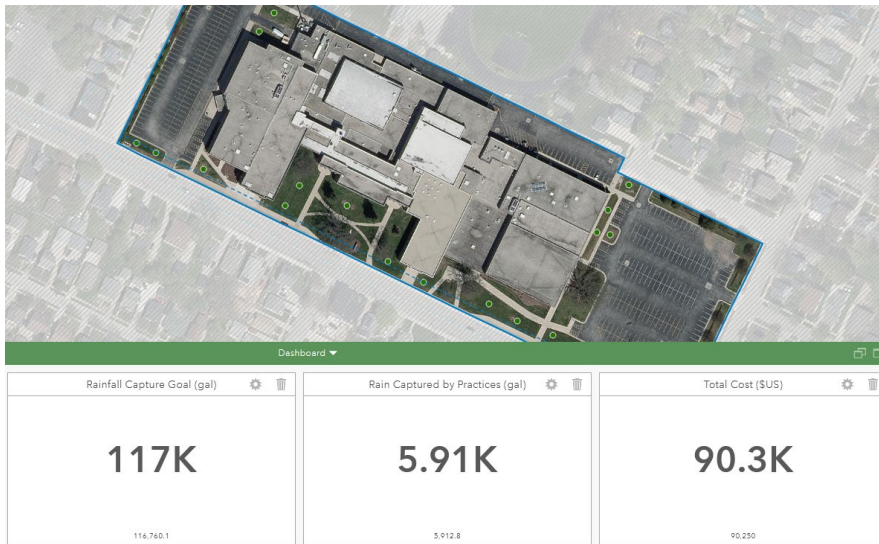 Dashboard
Rainfall Capture Goal (gal)
Rain Captured by Practices (gal)
Total Cost ($US)
117K
5.91K
90.3K
116,760.1
5,912.8
90,250